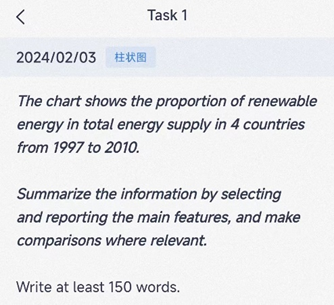 Task 1
2024/02/03 柱状图
The chart shows the proportion of renewable
energy in total energy supply in 4 countries
from 1997 to 2010.
Summarize the information by selecting
and reporting the main features, and make
comparisons where relevant.
Write at least 150 words.